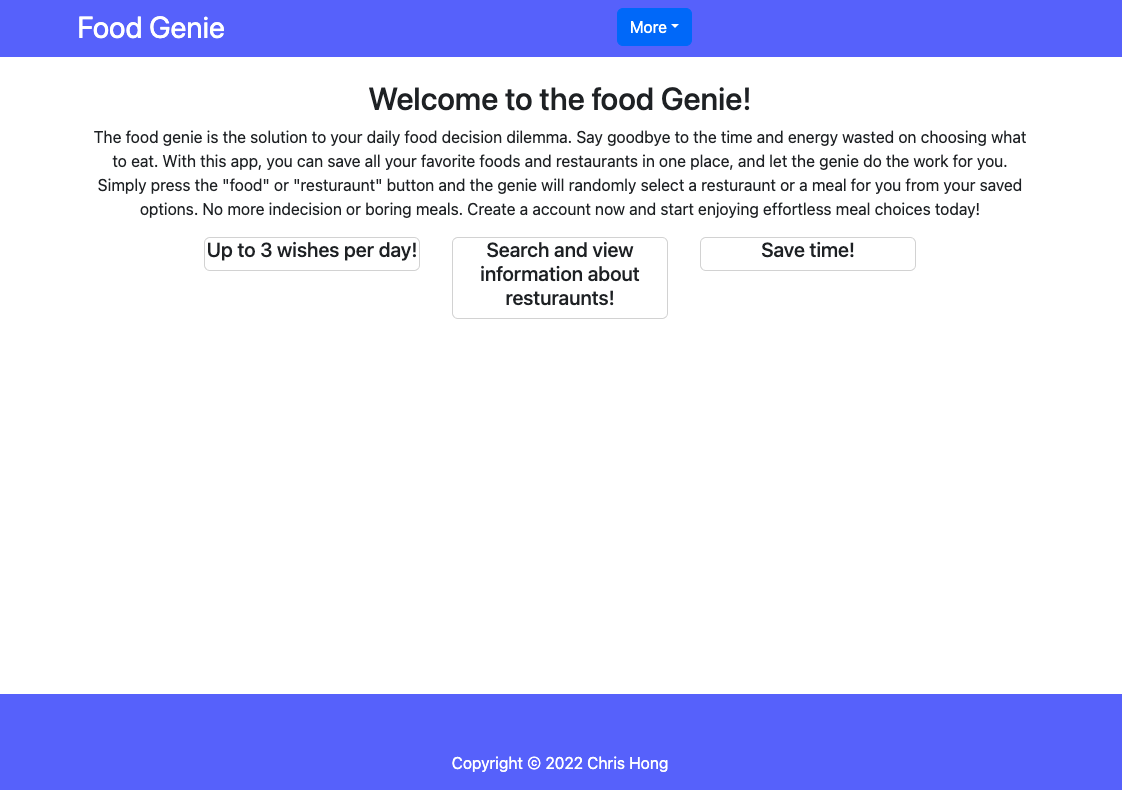 Food Genie
More
Welcome to the food Genie!
The food genie is the solution to your daily food decision dilemma. Say goodbye to the time and energy wasted on choosing what
to eat. With this app, you can save all your favorite foods and restaurants in one place, and let the genie do the work for you.
Simply press the "food" or "resturaunt" button and the genie will randomly select a resturaunt or a meal for you from your saved
options. No more indecision or boring meals. Create a account now and start enjoying effortless meal choices today!
Up to 3 wishes per day!
Search and view
information about
resturaunts!
Save time!
Copyright © 2022 Chris Hong